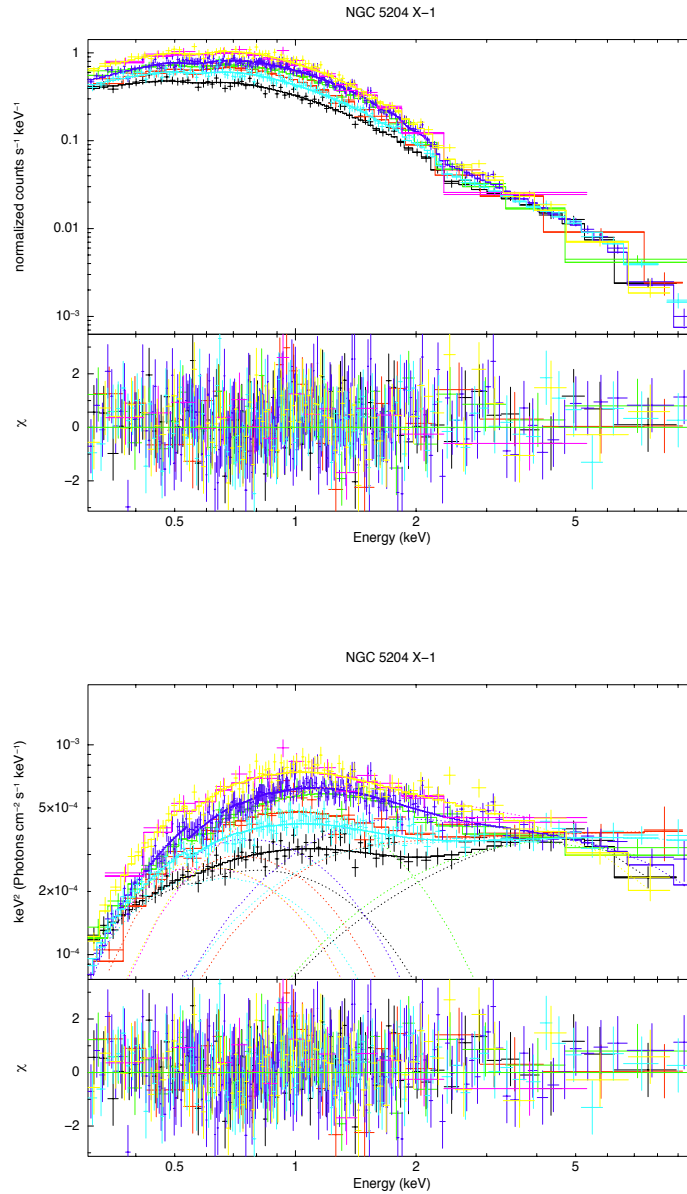 NGC 5204 X−1
normalized counts s⁻¹ keV⁻¹
1
0.1
0.01
10⁻³
χ
2
0
−2
0.5
1
2
5
Energy (keV)
NGC 5204 X−1
keV² (Photons cm⁻² s⁻¹ keV⁻¹)
10⁻³
5×10⁻⁴
2×10⁻⁴
10⁻⁴
χ
2
0
−2
0.5
1
2
5
Energy (keV)